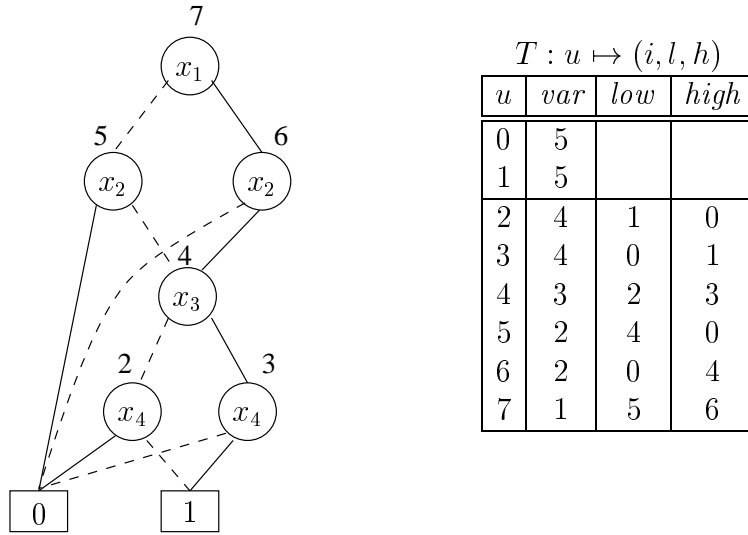 7
x₁
5
6
x₂
x₂
4
x₃
2
3
x₄
x₄
0
1
T : u ↦ (i, l, h)
u var low high
0 5
1 5
2 4 1 0
3 4 0 1
4 3 2 3
5 2 4 0
6 2 0 4
7 1 5 6